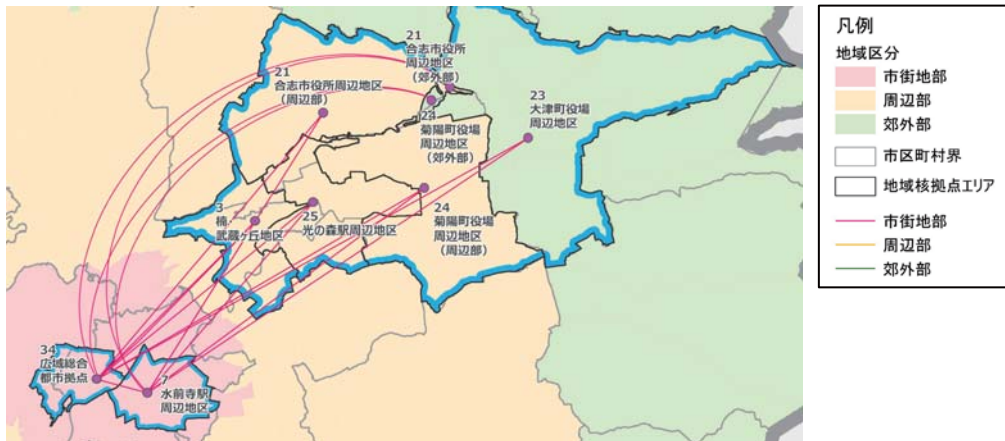 21
合志市役所
周辺地区
(郊外部)
21
合志市役所周辺地区
(周辺部)
23
大津町役場
周辺地区
24
菊陽町役場
周辺地区
(郊外部)
3
楠・
武蔵ヶ丘地区
25
光の森駅周辺地区
24
菊陽町役場
周辺地区
(周辺部)
34
広域総合
都市拠点
7
水前寺駅
周辺地区
凡例
地域区分
市街地部
周辺部
郊外部
市区町村界
地域核拠点エリア
市街地部
周辺部
郊外部